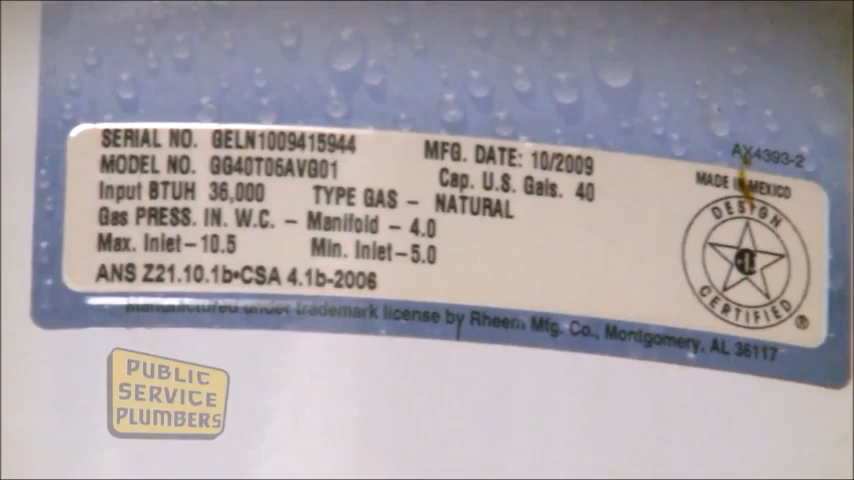 SERIAL NO. GELN1009415944
MFG. DATE: 10/2009
AX4393-2
MODEL NO. GG40T06AVG01
Cap. U.S. Gals. 40
MADE IN MEXICO
Input BTUH 36,000 TYPE GAS - NATURAL
Gas PRESS. IN. W.C. - Manifold - 4.0
Max. Inlet-10.5 Min. Inlet-5.0
ANS Z21.10.1b•CSA 4.1b-2006
DESIGN
CERTIFIED ®
Manufactured under trademark license by Rheem Mfg. Co., Montgomery, AL 36117
PUBLIC
SERVICE
PLUMBERS